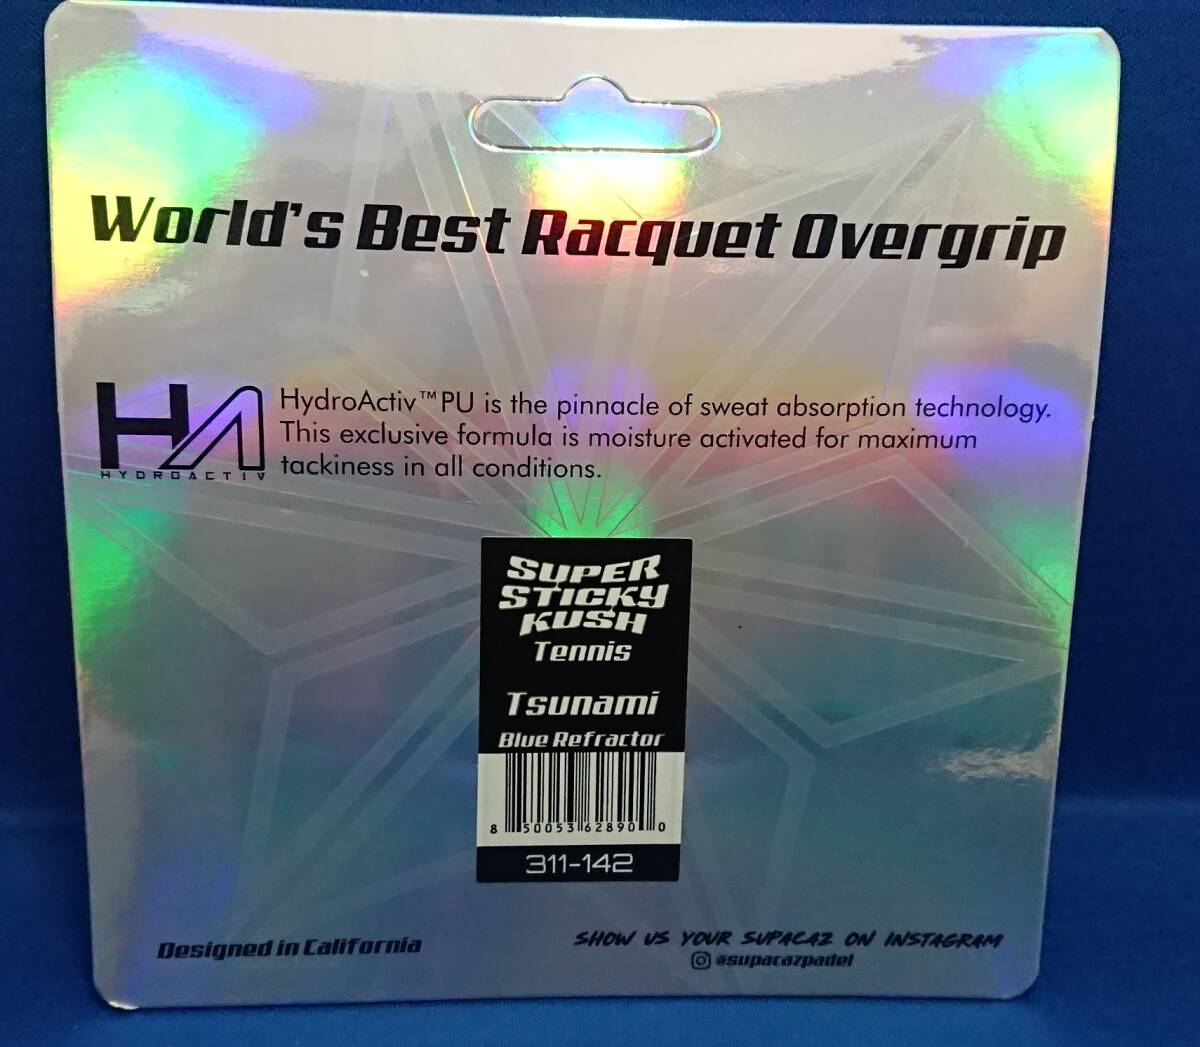 World's Best Racquet Overgrip
HA
HYDROACTIV
HydroActiv™ PU is the pinnacle of sweat absorption technology.
This exclusive formula is moisture activated for maximum
tackiness in all conditions.
SUPER
STICKY
KUSH
Tennis
Tsunami
Blue Refractor
8 50053 62890 0
311-142
Designed in California
SHOW US YOUR SUPACAZ ON INSTAGRAM
@supacazpadel